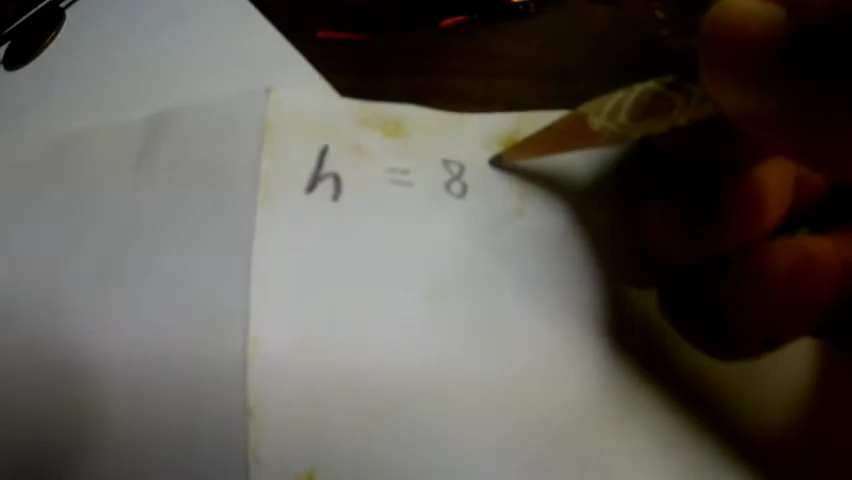 h = 8